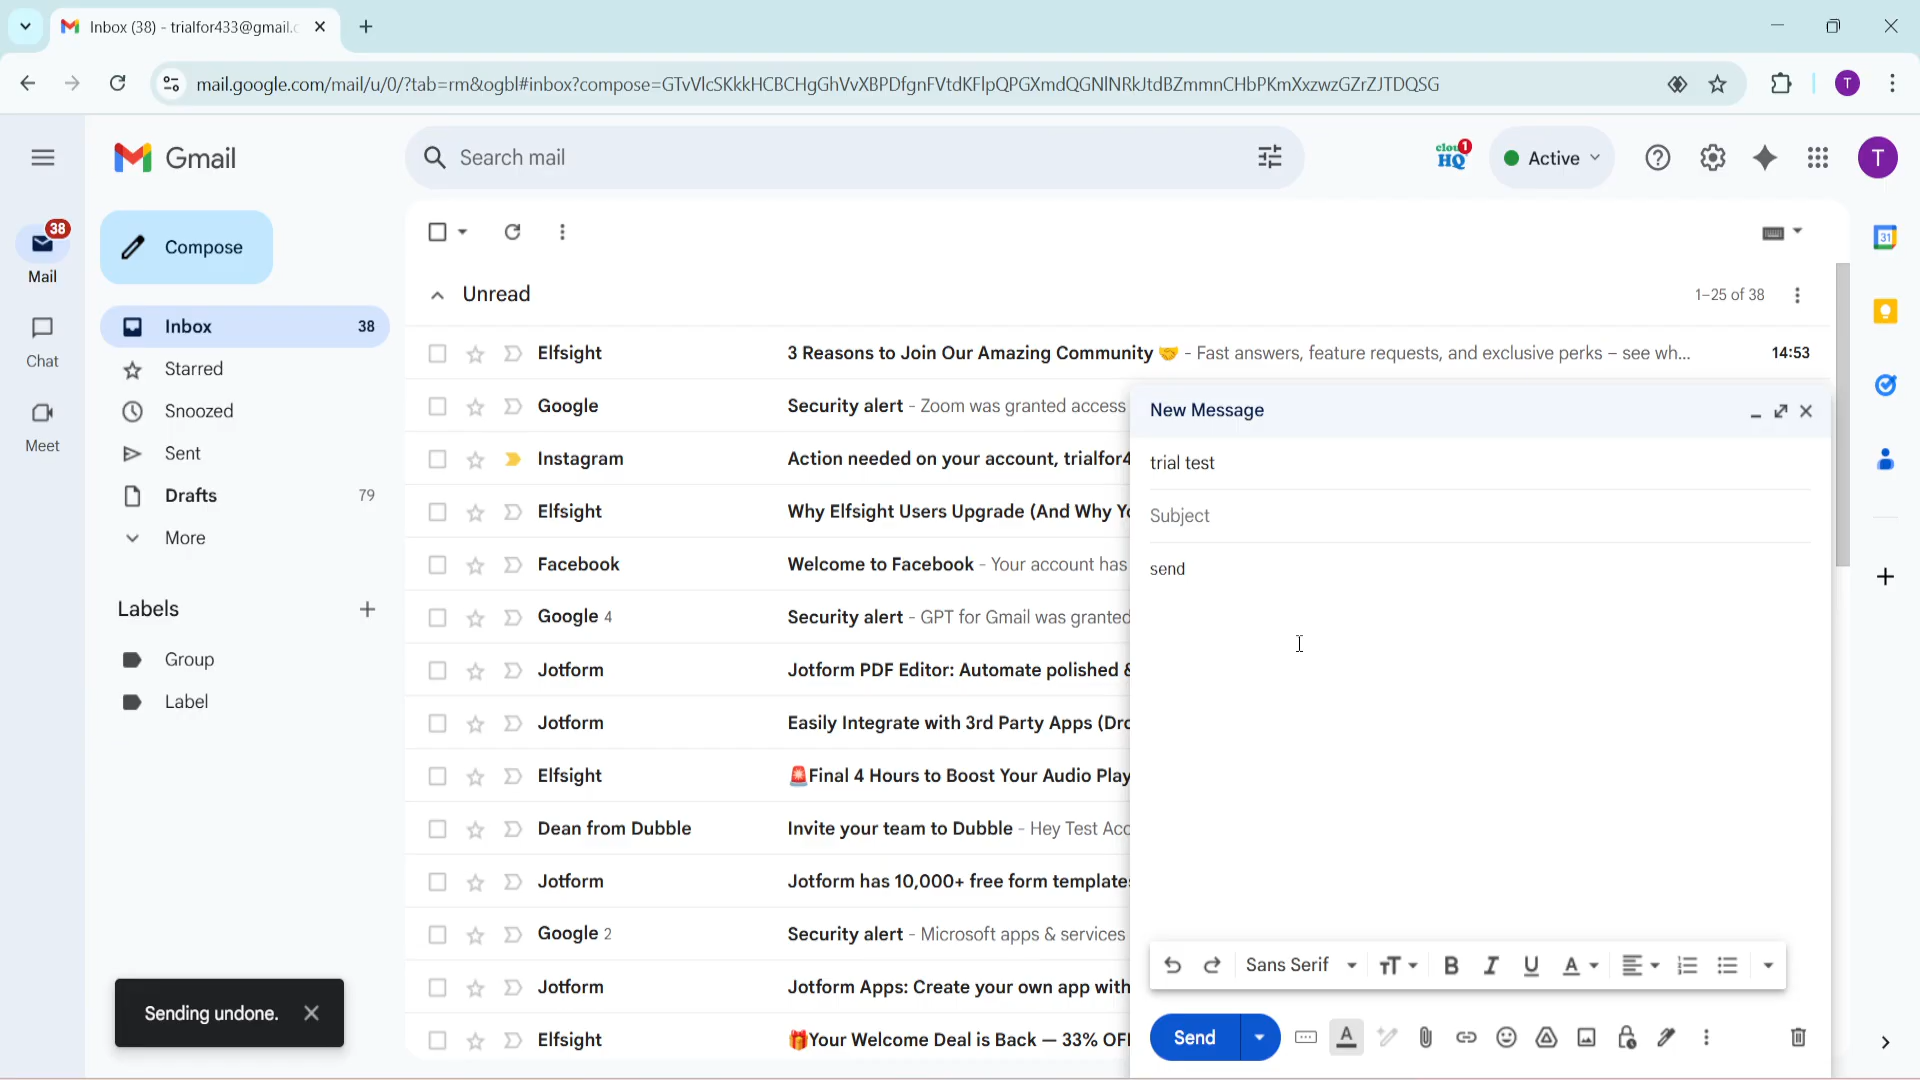 Inbox (38) - trialfor433@gmail.c
mail.google.com/mail/u/0/?tab=rm&ogbl#inbox?compose=GTvVlcSKkkHCBCHgGhVvXBPDfgnFVtdKFlpQPGXmdQGNlNRkJtdBZmmnCHbPKmXxzwzGZrZJTDQSG
T
Gmail
Search mail
cloudHQ 1
Active
T
38
Mail
Chat
Meet
Compose
Inbox 38
Starred
Snoozed
Sent
Drafts 79
More
Labels
Group
Label
Unread
1–25 of 38
31
Elfsight 3 Reasons to Join Our Amazing Community 🤝 - Fast answers, feature requests, and exclusive perks – see wh... 14:53
Google Security alert - Zoom was granted access
Instagram Action needed on your account, trialfor4
Elfsight Why Elfsight Users Upgrade (And Why Yo
Facebook Welcome to Facebook - Your account has
Google 4 Security alert - GPT for Gmail was granted
Jotform Jotform PDF Editor: Automate polished &
Jotform Easily Integrate with 3rd Party Apps (Dro
Elfsight 🚨Final 4 Hours to Boost Your Audio Play
Dean from Dubble Invite your team to Dubble - Hey Test Acc
Jotform Jotform has 10,000+ free form templates
Google 2 Security alert - Microsoft apps & services
Jotform Jotform Apps: Create your own app with
Elfsight 🎁Your Welcome Deal is Back — 33% OFF
New Message
trial test
Subject
send
Sans Serif
Send
Sending undone.